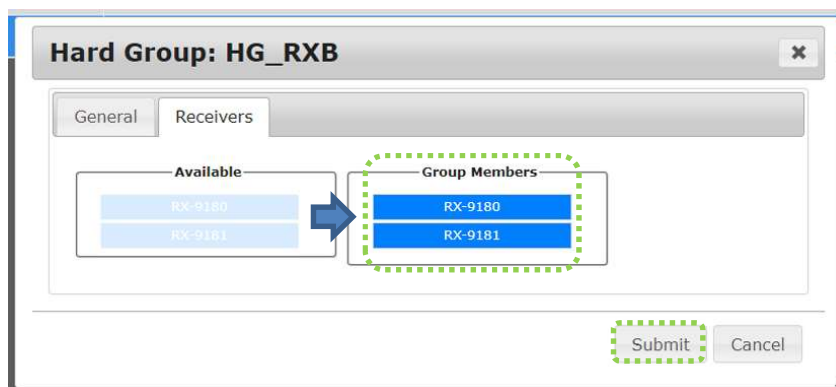 Hard Group: HG_RXB
General
Receivers
Available
RX-9180
RX-9181
Group Members
RX-9180
RX-9181
Submit
Cancel